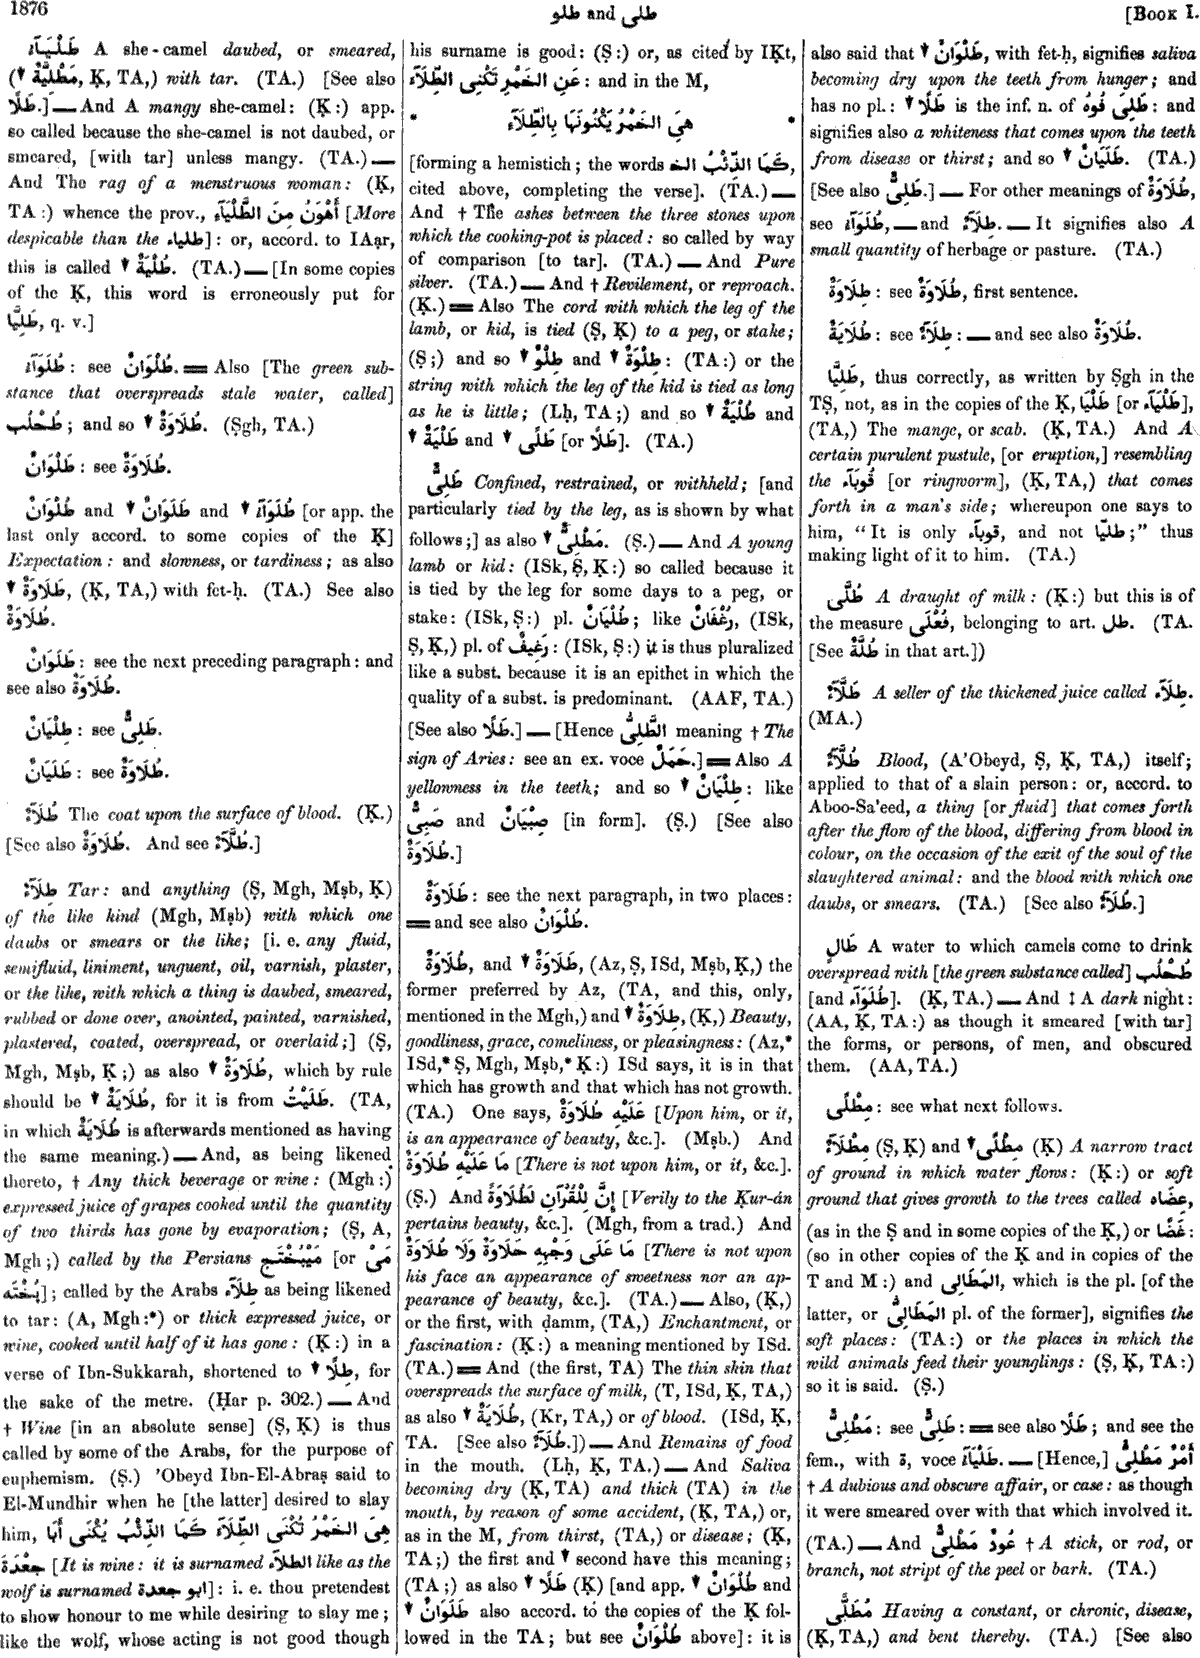 1876
طلو and طلى
[BOOK I.
طَلْيَآءُ A she-camel daubed, or smeared,
(▼ مَطْلِيَّةٌ, Ḳ, TA,) with tar. (TA.) [See also
طَلًا.] — And A mangy she-camel: (Ḳ:) app.
so called because the she-camel is not daubed, or
smeared, [with tar] unless mangy. (TA.) —
And The rag of a menstruous woman: (Ḳ,
TA:) whence the prov., أَهْوَنُ مِنَ الطَّلْيَآءِ [More
despicable than the طلياء]: or, accord. to IAạr,
this is called ▼ طُلْيَةٌ. (TA.) — [In some copies
of the Ḳ, this word is erroneously put for
طَلِيَّا, q. v.]
طُلَوَآءُ: see طُلْوَانٌ. = Also [The green sub-
stance that overspreads stale water, called]
طُحْلُب; and so ▼ طُلَاوَةٌ. (Ṣgh, TA.)
طَلْوَانٌ: see طُلَاوَةٌ.
طُلْوَانٌ and ▼ طَلَوَانٌ and ▼ طُلَوَآءُ [or app. the
last only accord. to some copies of the Ḳ]
Expectation: and slowness, or tardiness; as also
▼ طَلَاوَةٌ, (Ḳ, TA,) with fet-ḥ. (TA.) See also
طُلَاوَةٌ.
طَلَوَانٌ: see the next preceding paragraph: and
see also طُلَاوَةٌ.
طِلْيَانٌ: see طَلِىٌّ.
طَلَيَانٌ: see طُلَاوَةٌ.
طُلَآءٌ The coat upon the surface of blood. (Ḳ.)
[See also طُلَاوَةٌ. And see طُلَّآءٌ.]
طِلَآءٌ Tar: and anything (Ṣ, Mgh, Mṣb, Ḳ)
of the like kind (Mgh, Mṣb) with which one
daubs or smears or the like; [i. e. any fluid,
semifluid, liniment, unguent, oil, varnish, plaster,
or the like, with which a thing is daubed, smeared,
rubbed or done over, anointed, painted, varnished,
plastered, coated, overspread, or overlaid;] (Ṣ,
Mgh, Mṣb, Ḳ;) as also ▼ طُلَاوَةٌ, which by rule
should be ▼ طُلَايَةٌ, for it is from طَلَيْتُ. (TA,
in which طُلَايَةٌ is afterwards mentioned as having
the same meaning.) — And, as being likened
thereto, † Any thick beverage or wine: (Mgh:)
expressed juice of grapes cooked until the quantity
of two thirds has gone by evaporation; (Ṣ, A,
Mgh;) called by the Persians مَيْبُخْتَج [or مَىْ
پُخْتَه]; called by the Arabs طِلَآء as being likened
to tar: (A, Mgh:*) or thick expressed juice, or
wine, cooked until half of it has gone: (Ḳ:) in a
verse of Ibn-Sukkarah, shortened to ▼ طِلًا, for
the sake of the metre. (Ḥar p. 302.) — And
† Wine [in an absolute sense] (Ṣ, Ḳ) is thus
called by some of the Arabs, for the purpose of
euphemism. (Ṣ.) 'Obeyd Ibn-El-Abraṣ said to
El-Mundhir when he [the latter] desired to slay
him, هِىَ الخَمْرُ تُكْنَى الطِّلَآءَ كَمَا الذِّئْبُ يُكْنَى أَبَا
جَعْدَةَ [It is wine: it is surnamed الطلاء like as the
wolf is surnamed ابو جعدة]: i. e. thou pretendest
to show honour to me while desiring to slay me;
like the wolf, whose acting is not good though
his surname is good: (Ṣ:) or, as cited by IḲt,
عَنِ الخَمْرِ تَكْنِى الطِّلَآءَ: and in the M,
* هِىَ الخَمْرُ يَكْنُونَهَا بِالْطِّلَآءِ *
[forming a hemistich; the words كَمَا الذِّئْبُ الخ,
cited above, completing the verse]. (TA.) —
And † The ashes between the three stones upon
which the cooking-pot is placed: so called by way
of comparison [to tar]. (TA.) — And Pure
silver. (TA.) — And † Revilement, or reproach.
(Ḳ.) = Also The cord with which the leg of the
lamb, or kid, is tied (Ṣ, Ḳ) to a peg, or stake;
(Ṣ;) and so ▼ طِلْوٌ and ▼ طِلْوَةٌ: (TA:) or the
string with which the leg of the kid is tied as long
as he is little; (Lḥ, TA;) and so ▼ طُلْيَةٌ and
▼ طَلْيَةٌ and ▼ طَلًى [or طَلًا]. (TA.)
طَلِىٌّ Confined, restrained, or withheld; [and
particularly tied by the leg, as is shown by what
follows;] as also ▼ مَطْلِىٌّ. (Ṣ.) — And A young
lamb or kid: (ISk, Ṣ, Ḳ:) so called because it
is tied by the leg for some days to a peg, or
stake: (ISk, Ṣ:) pl. طُلْيَانٌ; like رُغْفَانٌ, (ISk,
Ṣ, Ḳ,) pl. of رَغِيفٌ: (ISk, Ṣ:) it is thus pluralized
like a subst. because it is an epithet in which the
quality of a subst. is predominant. (AAF, TA.)
[See also طَلًا.] — [Hence الطَّلِىُّ meaning † The
sign of Aries: see an ex. voce حَمَلٌ.] = Also A
yellowness in the teeth; and so ▼ طِلْيَانٌ: like
صَبِىٌّ and صِبْيَانٌ [in form]. (Ṣ.) [See also
طُلَاوَةٌ.]
طَلَاوَةٌ: see the next paragraph, in two places:
= and see also طُلْوَانٌ.
طُلَاوَةٌ, and ▼ طَلَاوَةٌ, (Az, Ṣ, ISd, Mṣb, Ḳ,) the
former preferred by Az, (TA, and this, only,
mentioned in the Mgh,) and ▼ طِلَاوَةٌ, (Ḳ,) Beauty,
goodliness, grace, comeliness, or pleasingness: (Az,*
ISd,* Ṣ, Mgh, Mṣb,* Ḳ:) ISd says, it is in that
which has growth and that which has not growth.
(TA.) One says, عَلَيْهِ طُلَاوَةٌ [Upon him, or it,
is an appearance of beauty, &c.]. (Mṣb.) And
مَا عَلَيْهِ طُلَاوَةٌ [There is not upon him, or it, &c.].
(Ṣ.) And إِنَّ لِلْقُرْآنِ لَطُلَاوَةً [Verily to the Ḳur-án
pertains beauty, &c.]. (Mgh, from a trad.) And
مَا عَلَى وَجْهِهِ حَلَاوَةٌ وَلَا طُلَاوَةٌ [There is not upon
his face an appearance of sweetness nor an ap-
pearance of beauty, &c.]. (TA.) — Also, (Ḳ,)
or the first, with ḍamm, (TA,) Enchantment, or
fascination: (Ḳ:) a meaning mentioned by ISd.
(TA.) = And (the first, TA) The thin skin that
overspreads the surface of milk, (T, ISd, Ḳ, TA,)
as also ▼ طُلَايَةٌ, (Kr, TA,) or of blood. (ISd, Ḳ,
TA. [See also طُلَآءٌ.]) — And Remains of food
in the mouth. (Lḥ, Ḳ, TA.) — And Saliva
becoming dry (Ḳ, TA) and thick (TA) in the
mouth, by reason of some accident, (Ḳ, TA,) or,
as in the M, from thirst, (TA,) or disease; (Ḳ,
TA;) the first and ▼ second have this meaning;
(TA;) as also ▼ طَلًا (Ḳ) [and app. ▼ طُلْوَانٌ and
▼ طَلَوَانٌ also accord. to the copies of the Ḳ fol-
lowed in the TA; but see طُلْوَانٌ above]: it is
also said that ▼ طَلْوَانٌ, with fet-ḥ, signifies saliva
becoming dry upon the teeth from hunger; and
has no pl.: ▼ طَلًا is the inf. n. of طَلِىَ فُوهُ: and
signifies also a whiteness that comes upon the teeth
from disease or thirst; and so ▼ طَلَيَانٌ. (TA.)
[See also طَلِىٌّ.] — For other meanings of طُلَاوَةٌ,
see طُلَوَآءُ, — and طِلَآءٌ. — It signifies also A
small quantity of herbage or pasture. (TA.)
طِلَاوَةٌ: see طُلَاوَةٌ, first sentence.
طُلَايَةٌ: see طِلَآءٌ: — and see also طُلَاوَةٌ.
طَلِيَّا, thus correctly, as written by Ṣgh in the
TṢ, not, as in the copies of the Ḳ, طَلْيَا [or طَلْيَآء],
(TA,) The mange, or scab. (Ḳ, TA.) And A
certain purulent pustule, [or eruption,] resembling
the قُوبَآء [or ringworm], (Ḳ, TA,) that comes
forth in a man's side; whereupon one says to
him, "It is only قوبآء, and not طليّا;" thus
making light of it to him. (TA.)
طُلَّى A draught of milk: (Ḳ:) but this is of
the measure فُعْلَى, belonging to art. طل. (TA.
[See طُلَّةٌ in that art.])
طَلَّآءٌ A seller of the thickened juice called طِلَآء.
(MA.)
طُلَّآءٌ Blood, (A'Obeyd, Ṣ, Ḳ, TA,) itself;
applied to that of a slain person: or, accord. to
Aboo-Sa'eed, a thing [or fluid] that comes forth
after the flow of the blood, differing from blood in
colour, on the occasion of the exit of the soul of the
slaughtered animal: and the blood with which one
daubs, or smears. (TA.) [See also طُلَآءٌ.]
طَالٍ A water to which camels come to drink
overspread with [the green substance called] طُحْلُب
[and طُلَوَآء]. (Ḳ, TA.) — And ‡ A dark night:
(AA, Ḳ, TA:) as though it smeared [with tar]
the forms, or persons, of men, and obscured
them. (AA, TA.)
مِطْلًى: see what next follows.
مِطْلَآءٌ (Ṣ, Ḳ) and ▼ مِطْلًى (Ḳ) A narrow tract
of ground in which water flows: (Ḳ:) or soft
ground that gives growth to the trees called عِضَاه,
(as in the Ṣ and in some copies of the Ḳ,) or غَضًا:
(so in other copies of the Ḳ and in copies of the
T and M:) and المَطَالِى, which is the pl. [of the
latter, or المَطَالِىُّ pl. of the former], signifies the
soft places: (TA:) or the places in which the
wild animals feed their younglings: (Ṣ, Ḳ, TA:)
so it is said. (Ṣ.)
مَطْلِىٌّ: see طَلِىٌّ: = see also طَلًا; and see the
fem., with ة, voce طَلْيَآءُ. — [Hence,] أَمْرٌ مَطْلِىٌّ
† A dubious and obscure affair, or case: as though
it were smeared over with that which involved it.
(TA.) — And عُودٌ مَطْلِىٌّ † A stick, or rod, or
branch, not stript of the peel or bark. (TA.)
مُطَلًّى Having a constant, or chronic, disease,
(Ḳ, TA,) and bent thereby. (TA.) [See also